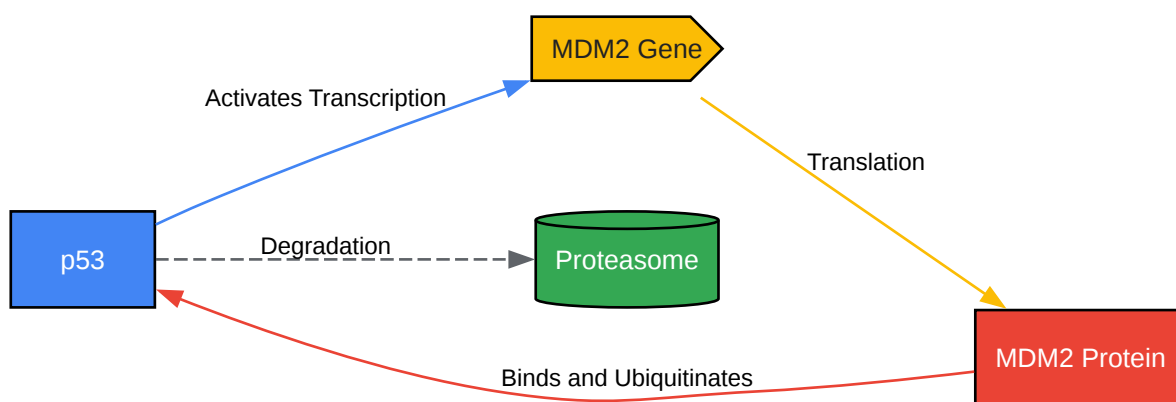 MDM2 Gene
Activates Transcription
Translation
p53
Degradation
Proteasome
MDM2 Protein
Binds and Ubiquitinates